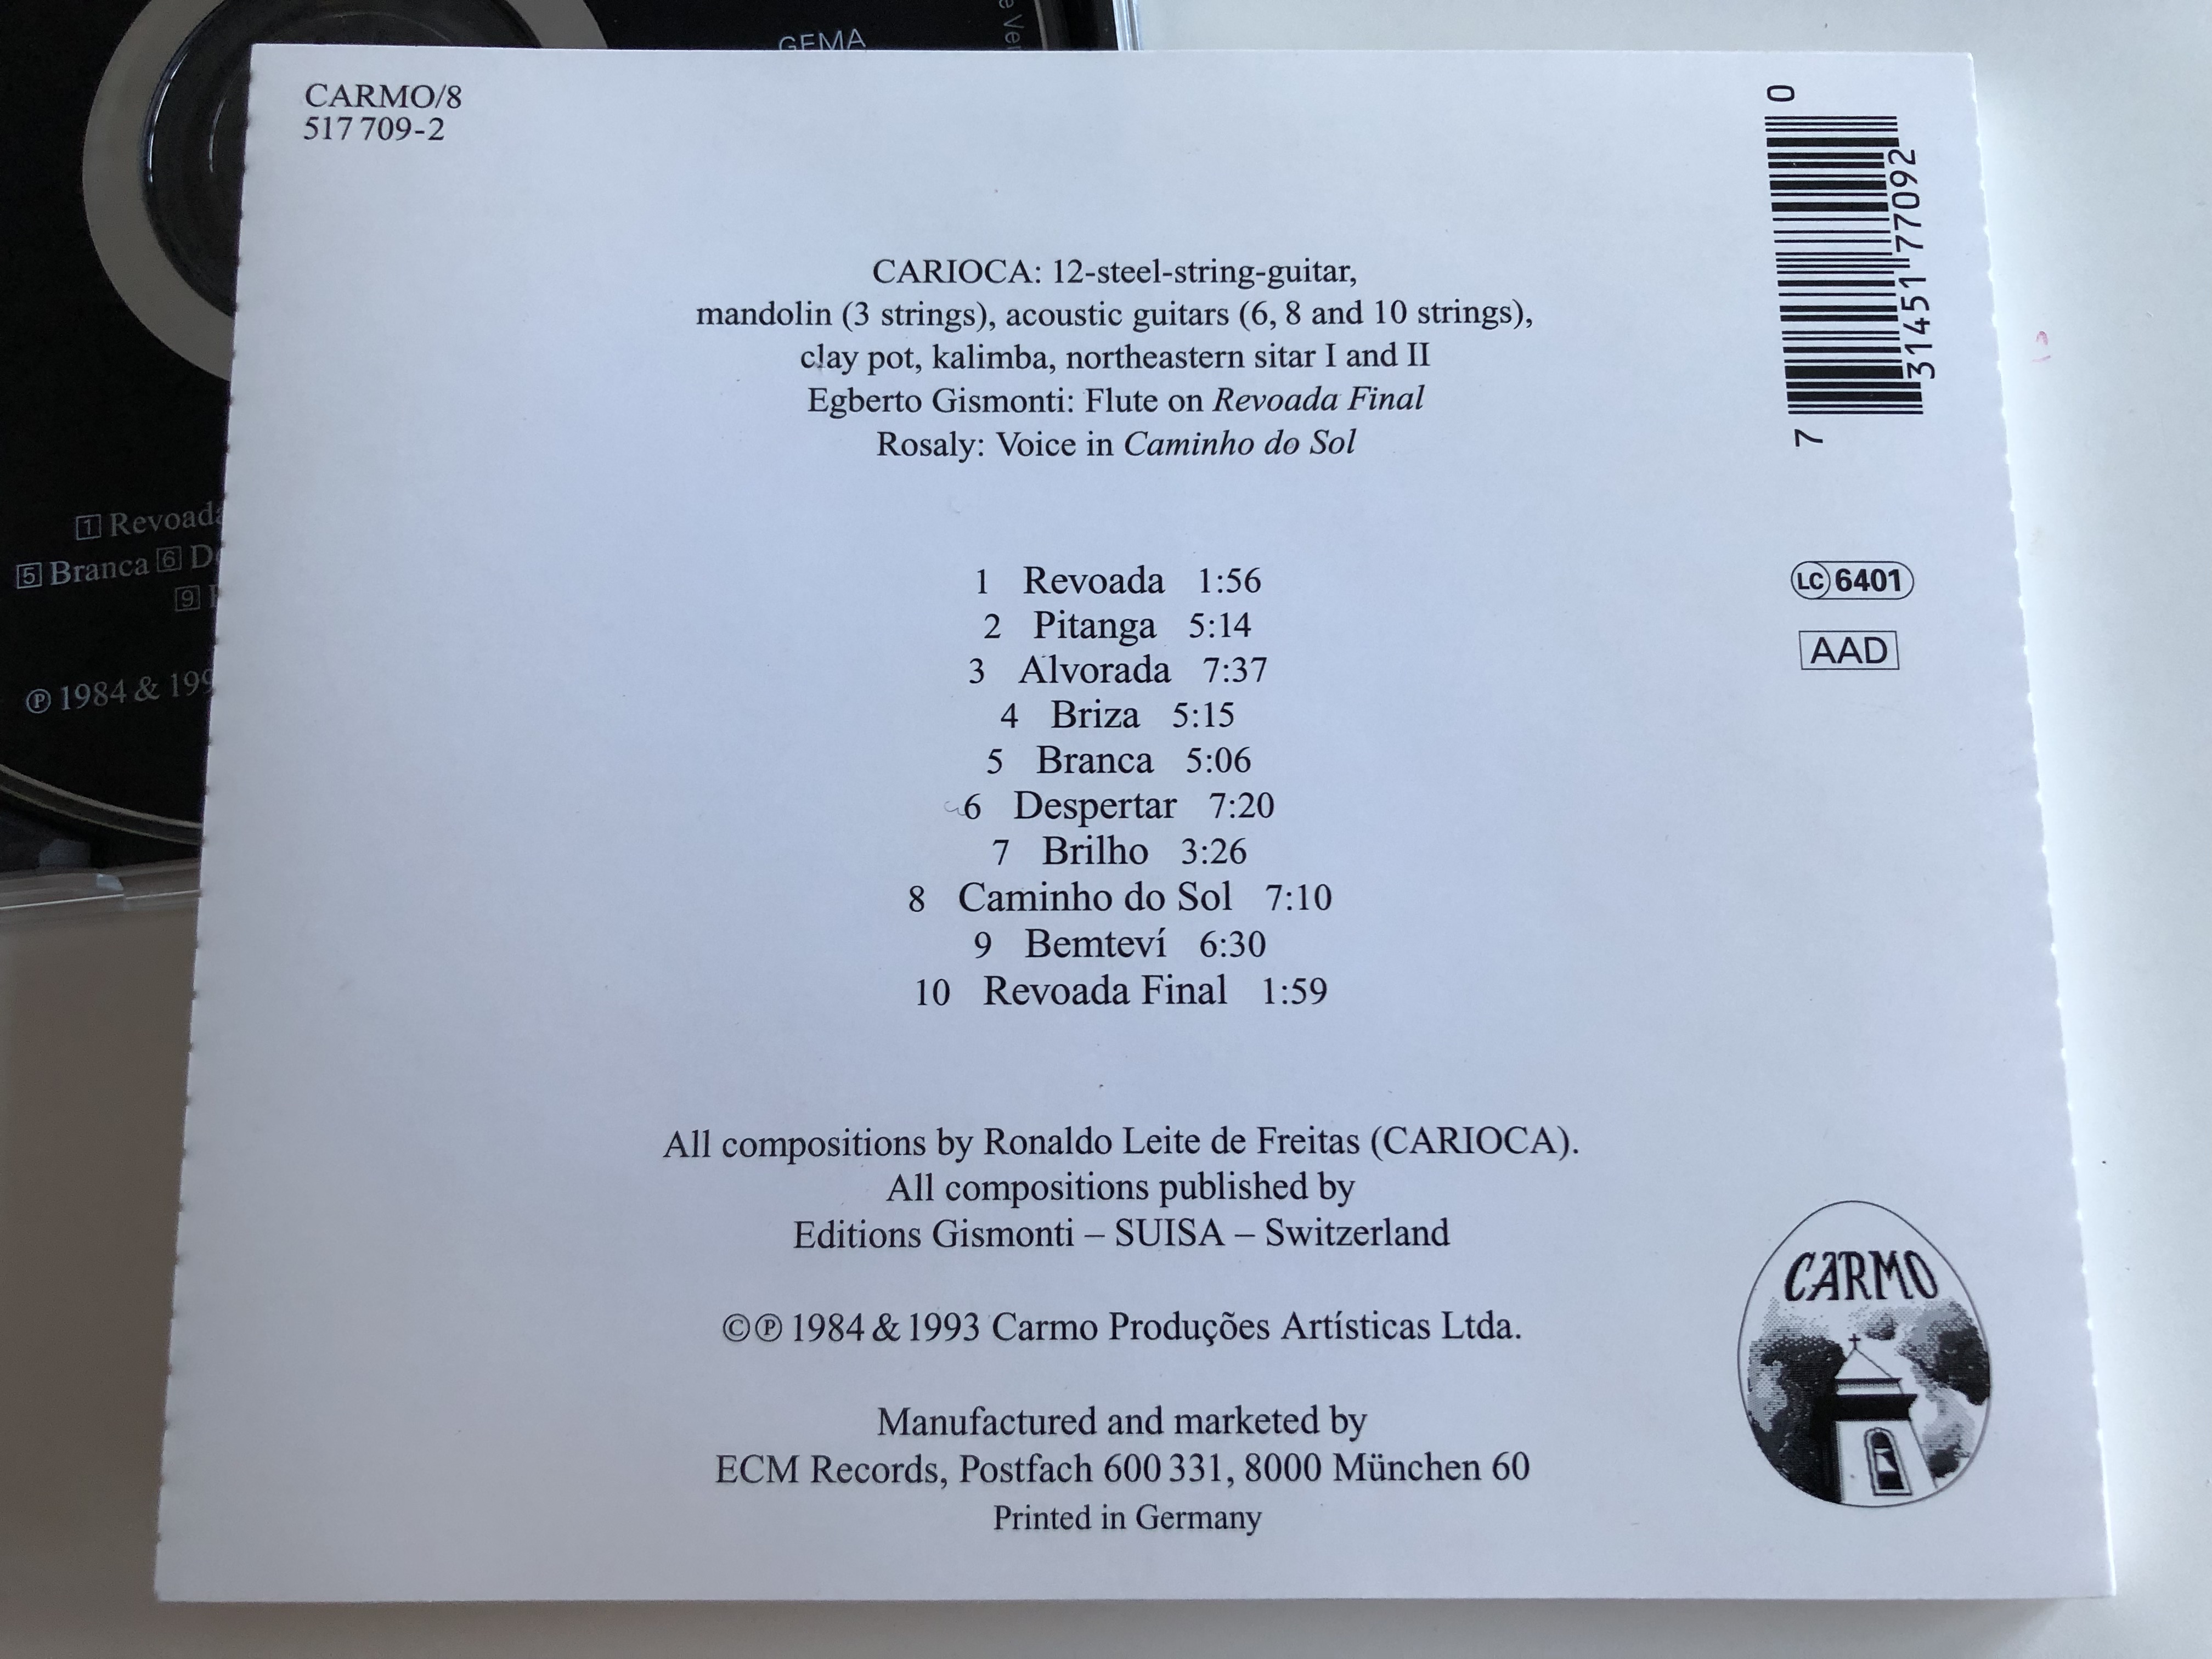 GEMA
CARMO/8
517 709-2
CARIOCA: 12-steel-string-guitar,
mandolin (3 strings), acoustic guitars (6, 8 and 10 strings),
clay pot, kalimba, northeastern sitar I and II
Egberto Gismonti: Flute on Revoada Final
Rosaly: Voice in Caminho do Sol
1 Revoada 1:56
2 Pitanga 5:14
3 Alvorada 7:37
4 Briza 5:15
5 Branca 5:06
6 Despertar 7:20
7 Brilho 3:26
8 Caminho do Sol 7:10
9 Bemteví 6:30
10 Revoada Final 1:59
All compositions by Ronaldo Leite de Freitas (CARIOCA).
All compositions published by
Editions Gismonti – SUISA – Switzerland
©℗ 1984 & 1993 Carmo Produções Artísticas Ltda.
Manufactured and marketed by
ECM Records, Postfach 600 331, 8000 München 60
Printed in Germany
7 31451 77092 0
LC 6401
AAD
CARMO
1 Revoada
5 Branca 6
9
℗ 1984 &